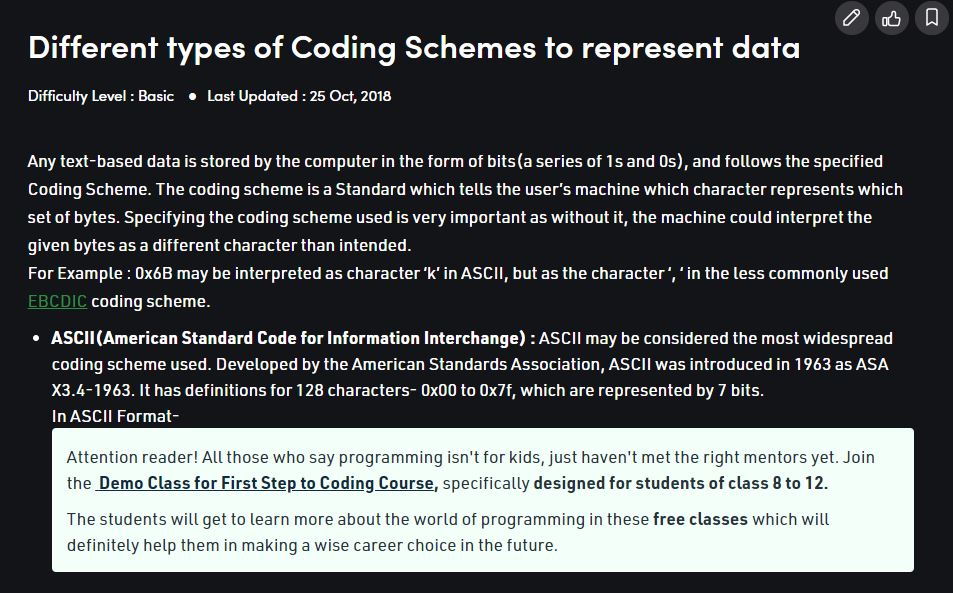 Different types of Coding Schemes to represent data
Difficulty Level : Basic ● Last Updated : 25 Oct, 2018
Any text-based data is stored by the computer in the form of bits(a series of 1s and 0s), and follows the specified
Coding Scheme. The coding scheme is a Standard which tells the user’s machine which character represents which
set of bytes. Specifying the coding scheme used is very important as without it, the machine could interpret the
given bytes as a different character than intended.
For Example : 0x6B may be interpreted as character ‘k’ in ASCII, but as the character ‘, ‘ in the less commonly used
EBCDIC coding scheme.
• ASCII(American Standard Code for Information Interchange) : ASCII may be considered the most widespread
coding scheme used. Developed by the American Standards Association, ASCII was introduced in 1963 as ASA
X3.4-1963. It has definitions for 128 characters- 0x00 to 0x7f, which are represented by 7 bits.
In ASCII Format-
Attention reader! All those who say programming isn't for kids, just haven't met the right mentors yet. Join
the Demo Class for First Step to Coding Course, specifically designed for students of class 8 to 12.
The students will get to learn more about the world of programming in these free classes which will
definitely help them in making a wise career choice in the future.